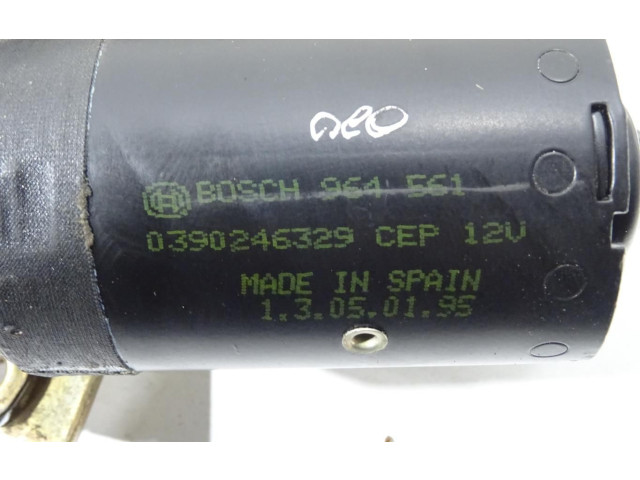 BOSCH 964 561
0390246329 CEP 12V
MADE IN SPAIN
1.3.05.01.95